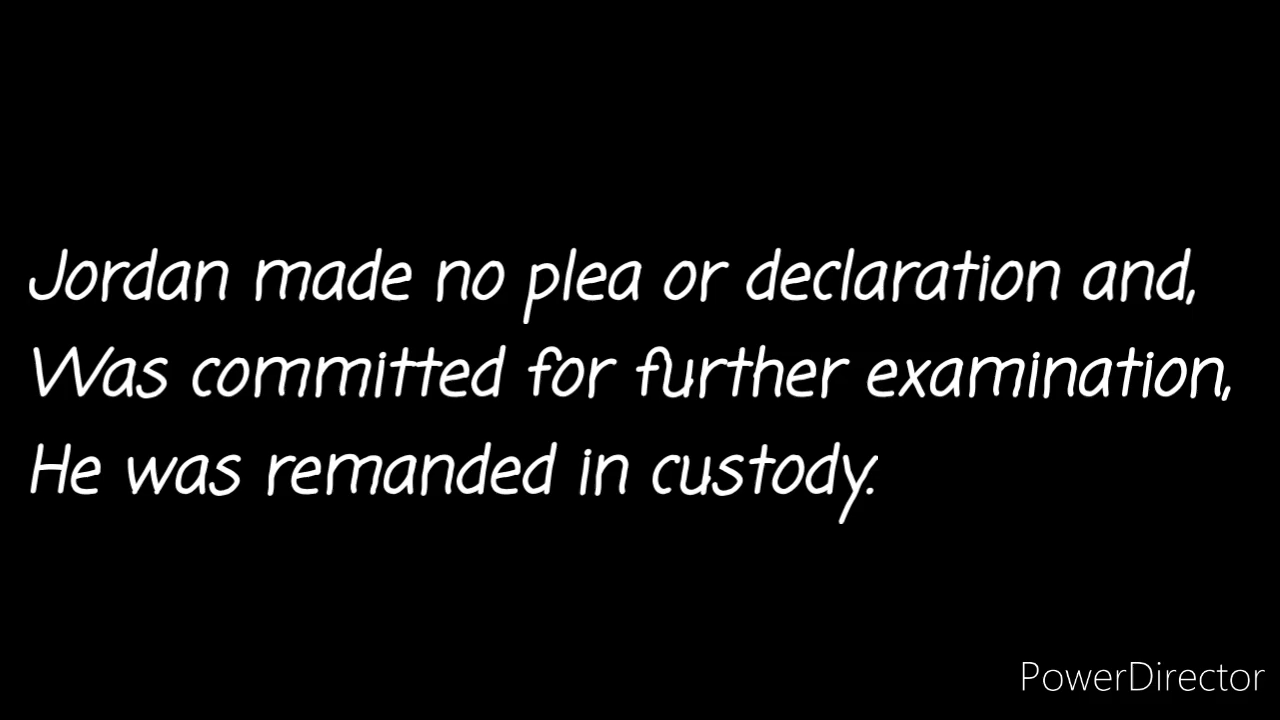 Jordan made no plea or declaration and,
Was committed for further examination,
He was remanded in custody.
PowerDirector